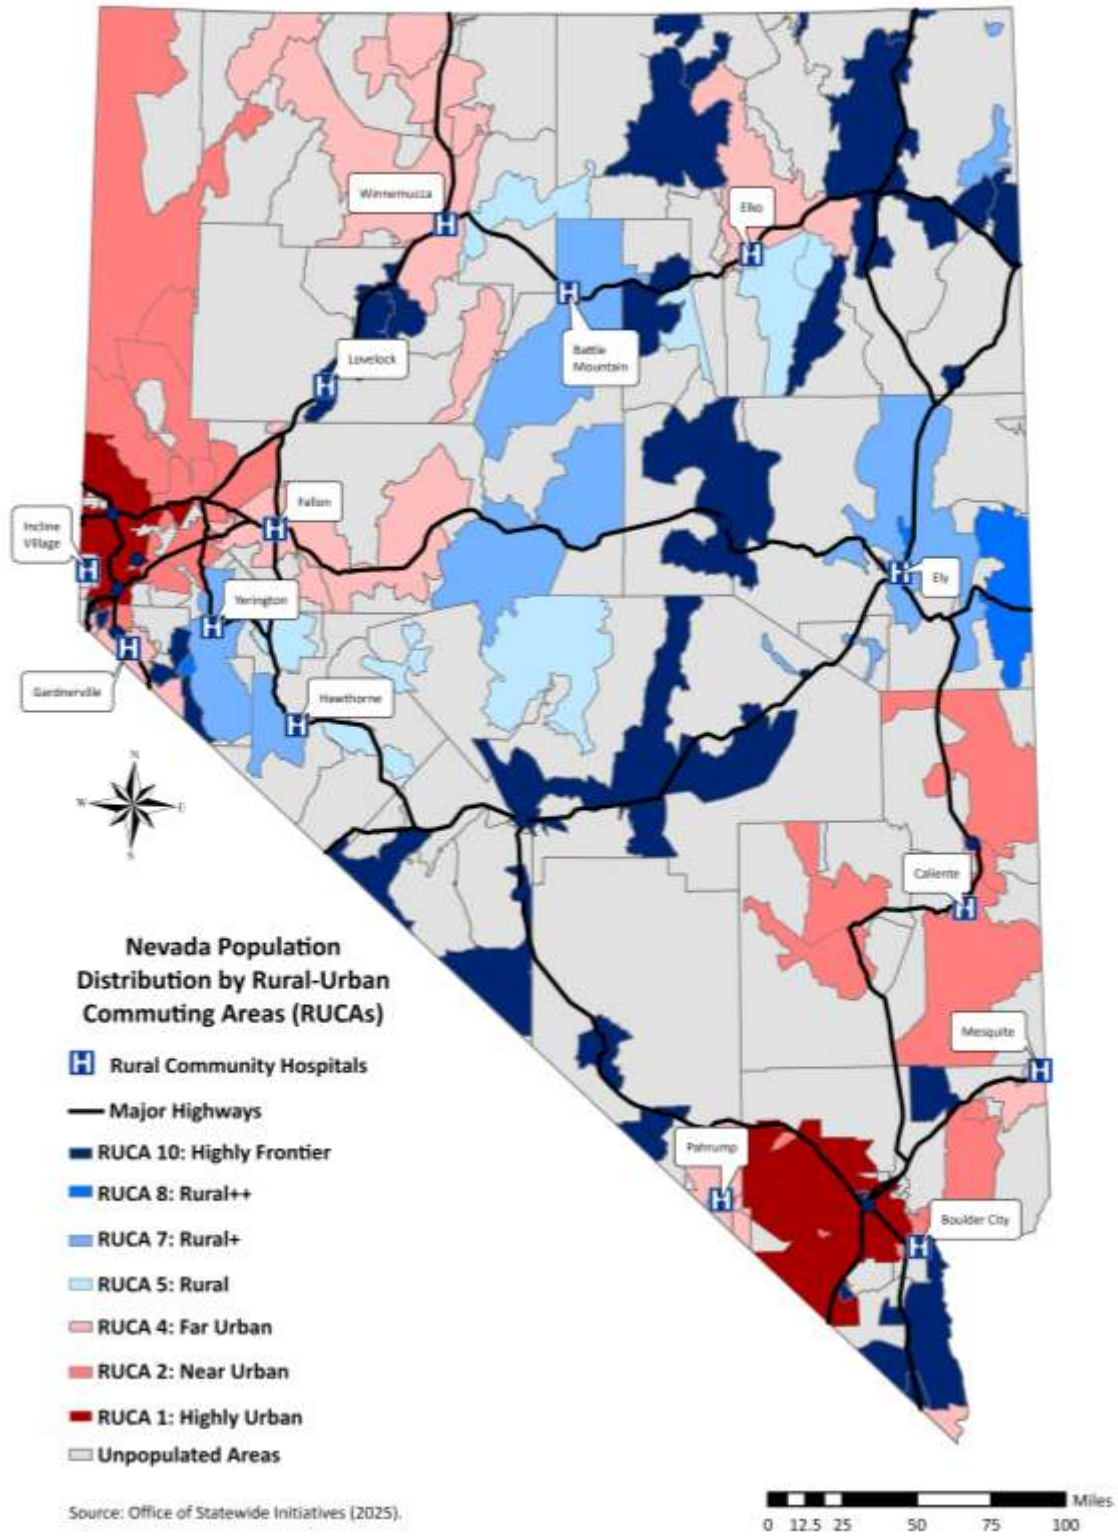 Winnemucca
H
Elko
H
H
Battle
Mountain
Lovelock
H
Fallon
H
Incline
Village
H
H
Ely
Yerington
H
H
Gardnerville
Hawthorne
H
N
W
E
S
Caliente
H
Nevada Population
Distribution by Rural-Urban
Commuting Areas (RUCAs)
Mesquite
H
H Rural Community Hospitals
Major Highways
RUCA 10: Highly Frontier
Pahrump
H
RUCA 8: Rural++
Boulder City
H
RUCA 7: Rural+
RUCA 5: Rural
RUCA 4: Far Urban
RUCA 2: Near Urban
RUCA 1: Highly Urban
Unpopulated Areas
Source: Office of Statewide Initiatives (2025).
Miles
0 12.5 25 50 75 100